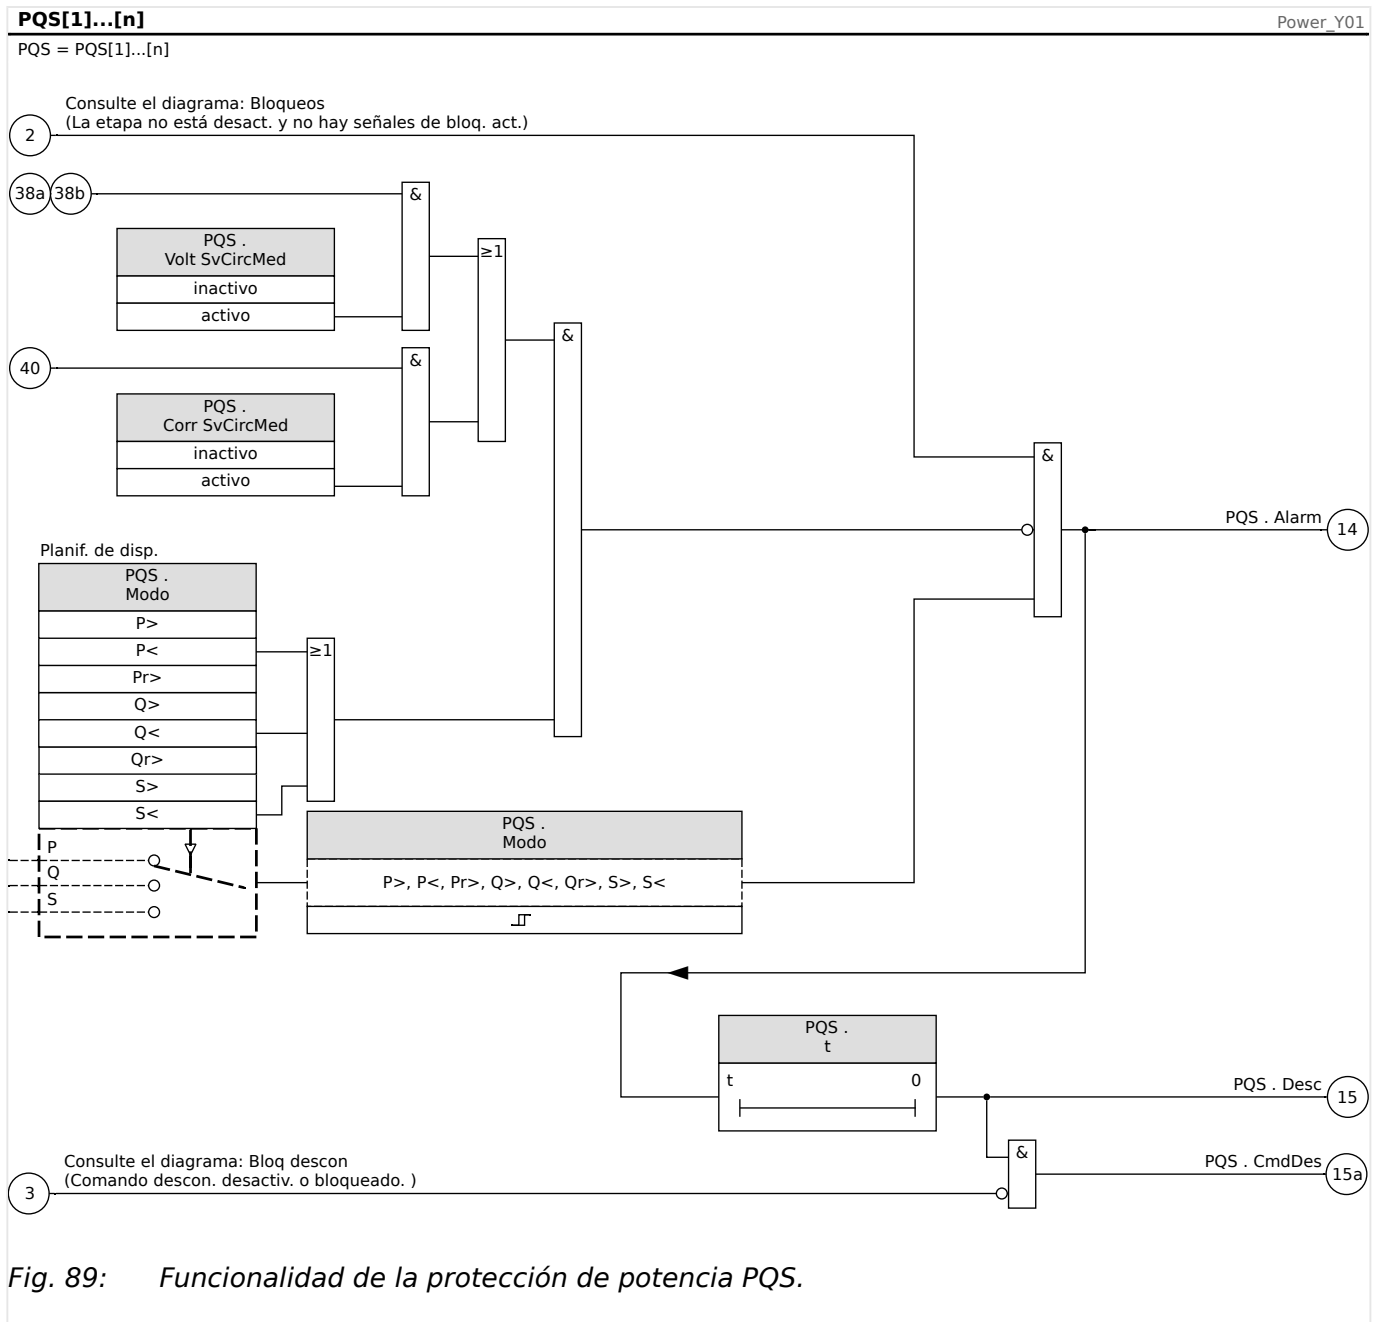 PQS[1]...[n]
Power_Y01
PQS = PQS[1]...[n]
Consulte el diagrama: Bloqueos
(La etapa no está desact. y no hay señales de bloq. act.)
2
38a 38b
&
PQS .
Volt SvCircMed
inactivo
activo
≥1
&
40
&
PQS .
Corr SvCircMed
inactivo
activo
&
PQS . Alarm
14
Planif. de disp.
PQS .
Modo
P>
P<
Pr>
Q>
Q<
Qr>
S>
S<
≥1
P
Q
S
PQS .
Modo
P>, P<, Pr>, Q>, Q<, Qr>, S>, S<
PQS .
t
t 0
PQS . Desc
15
&
PQS . CmdDes
15a
Consulte el diagrama: Bloq descon
(Comando descon. desactiv. o bloqueado. )
3
Fig. 89: Funcionalidad de la protección de potencia PQS.